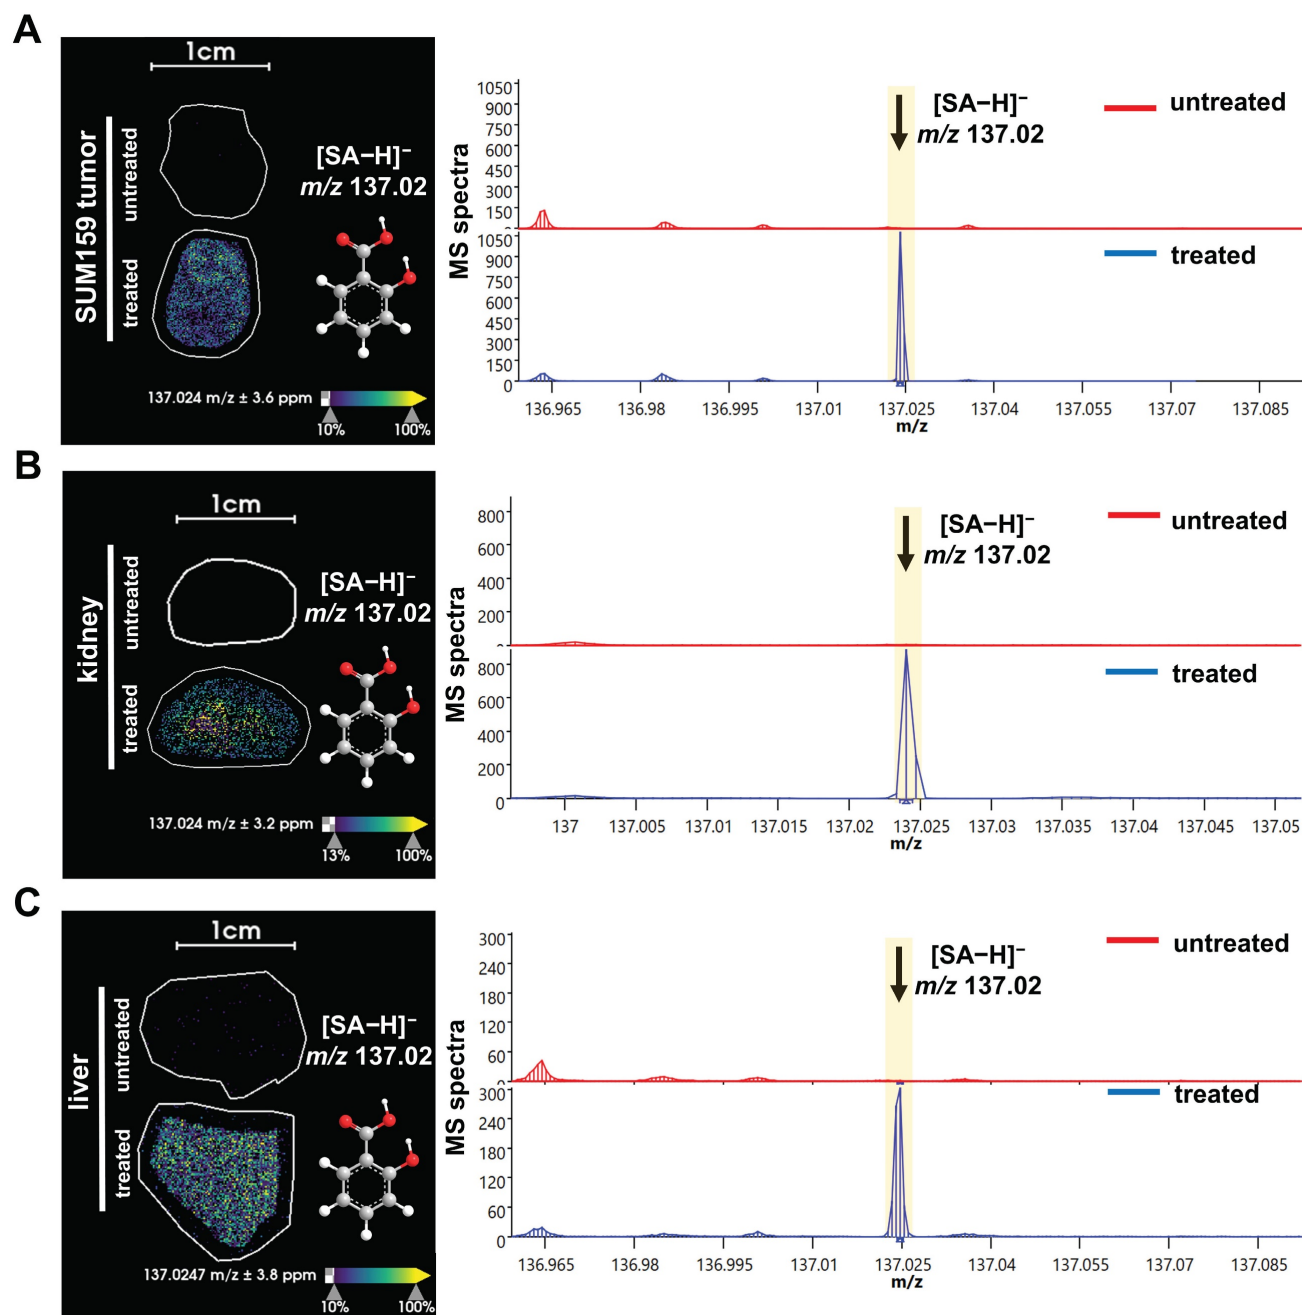 A
1cm
SUM159 tumor
untreated
treated
[SA−H]⁻
m/z 137.02
137.024 m/z ± 3.6 ppm
10%
100%
MS spectra
1050
900
750
600
450
300
150
1050
900
750
600
450
300
150
0
[SA−H]⁻
m/z 137.02
untreated
treated
136.965 136.98 136.995 137.01 137.025 137.04 137.055 137.07 137.085
m/z
B
1cm
kidney
untreated
treated
[SA−H]⁻
m/z 137.02
137.024 m/z ± 3.2 ppm
13%
100%
MS spectra
800
600
400
200
800
600
400
200
0
[SA−H]⁻
m/z 137.02
untreated
treated
137 137.005 137.01 137.015 137.02 137.025 137.03 137.035 137.04 137.045 137.05
m/z
C
1cm
liver
untreated
treated
[SA−H]⁻
m/z 137.02
137.0247 m/z ± 3.8 ppm
10%
100%
MS spectra
300
240
180
120
60
300
240
180
120
60
0
[SA−H]⁻
m/z 137.02
untreated
treated
136.965 136.98 136.995 137.01 137.025 137.04 137.055 137.07 137.085
m/z